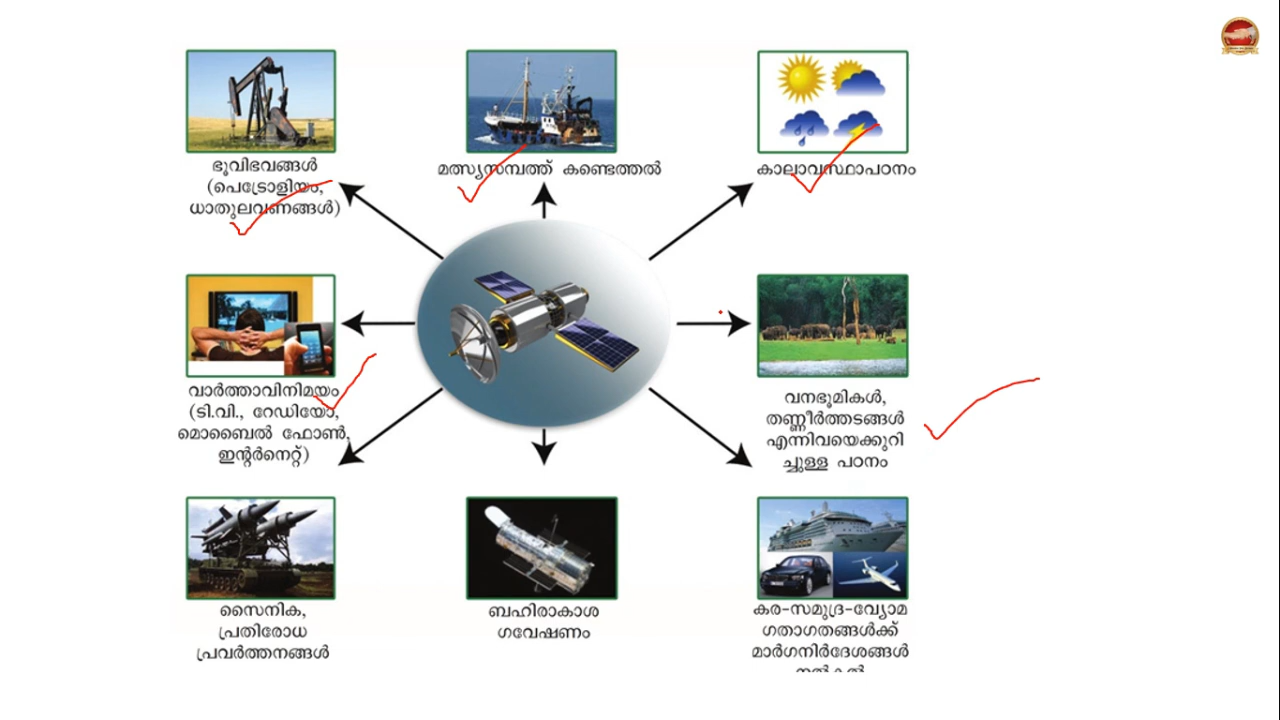 ഭൂവിഭവങ്ങൾ
(പെട്രോളിയം,
ധാതുലവണങ്ങൾ)
മത്സ്യസമ്പത്ത് കണ്ടെത്തൽ
കാലാവസ്ഥാപഠനം
വാർത്താവിനിമയം
(ടി.വി., റേഡിയോ,
മൊബൈൽ ഫോൺ,
ഇന്റർനെറ്റ്)
വനഭൂമികൾ,
തണ്ണീർത്തടങ്ങൾ
എന്നിവയെക്കുറി
ച്ചുള്ള പഠനം
സൈനിക,
പ്രതിരോധ
പ്രവർത്തനങ്ങൾ
ബഹിരാകാശ
ഗവേഷണം
കര-സമുദ്ര-വ്യോമ
ഗതാഗതങ്ങൾക്ക്
മാർഗനിർദേശങ്ങൾ
നൽകൽ